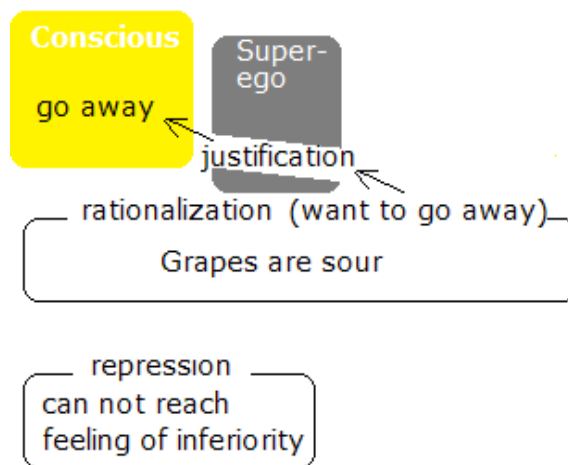 Conscious
Super-
ego
go away
justification
rationalization (want to go away)
Grapes are sour
repression
can not reach
feeling of inferiority